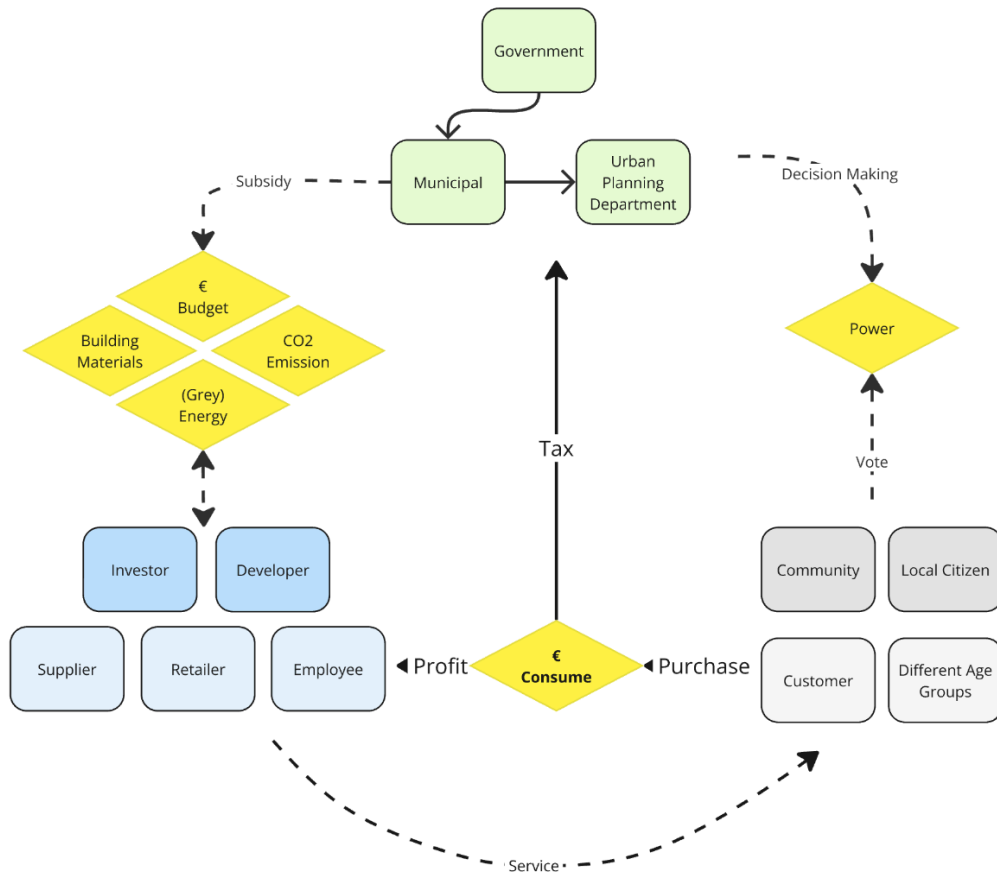 Government
Municipal
Urban
Planning
Department
Subsidy
Decision Making
€
Budget
Building
Materials
CO2
Emission
(Grey)
Energy
Power
Tax
Vote
Investor
Developer
Community
Local Citizen
Supplier
Retailer
Employee
Profit
€
Consume
Purchase
Customer
Different Age
Groups
Service